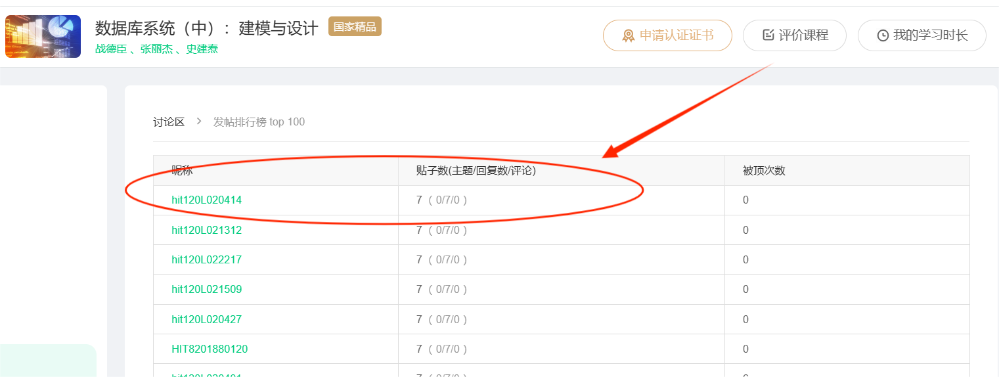 数据库系统（中）：建模与设计 国家精品
战德臣 、张丽杰 、史建焘
申请认证证书 评价课程 我的学习时长
讨论区 > 发帖排行榜 top 100
昵称 贴子数(主题/回复数/评论) 被顶次数
hit120L020414 7 ( 0/7/0 ) 0
hit120L021312 7 ( 0/7/0 ) 0
hit120L022217 7 ( 0/7/0 ) 0
hit120L021509 7 ( 0/7/0 ) 0
hit120L020427 7 ( 0/7/0 ) 0
HIT8201880120 7 ( 0/7/0 ) 0